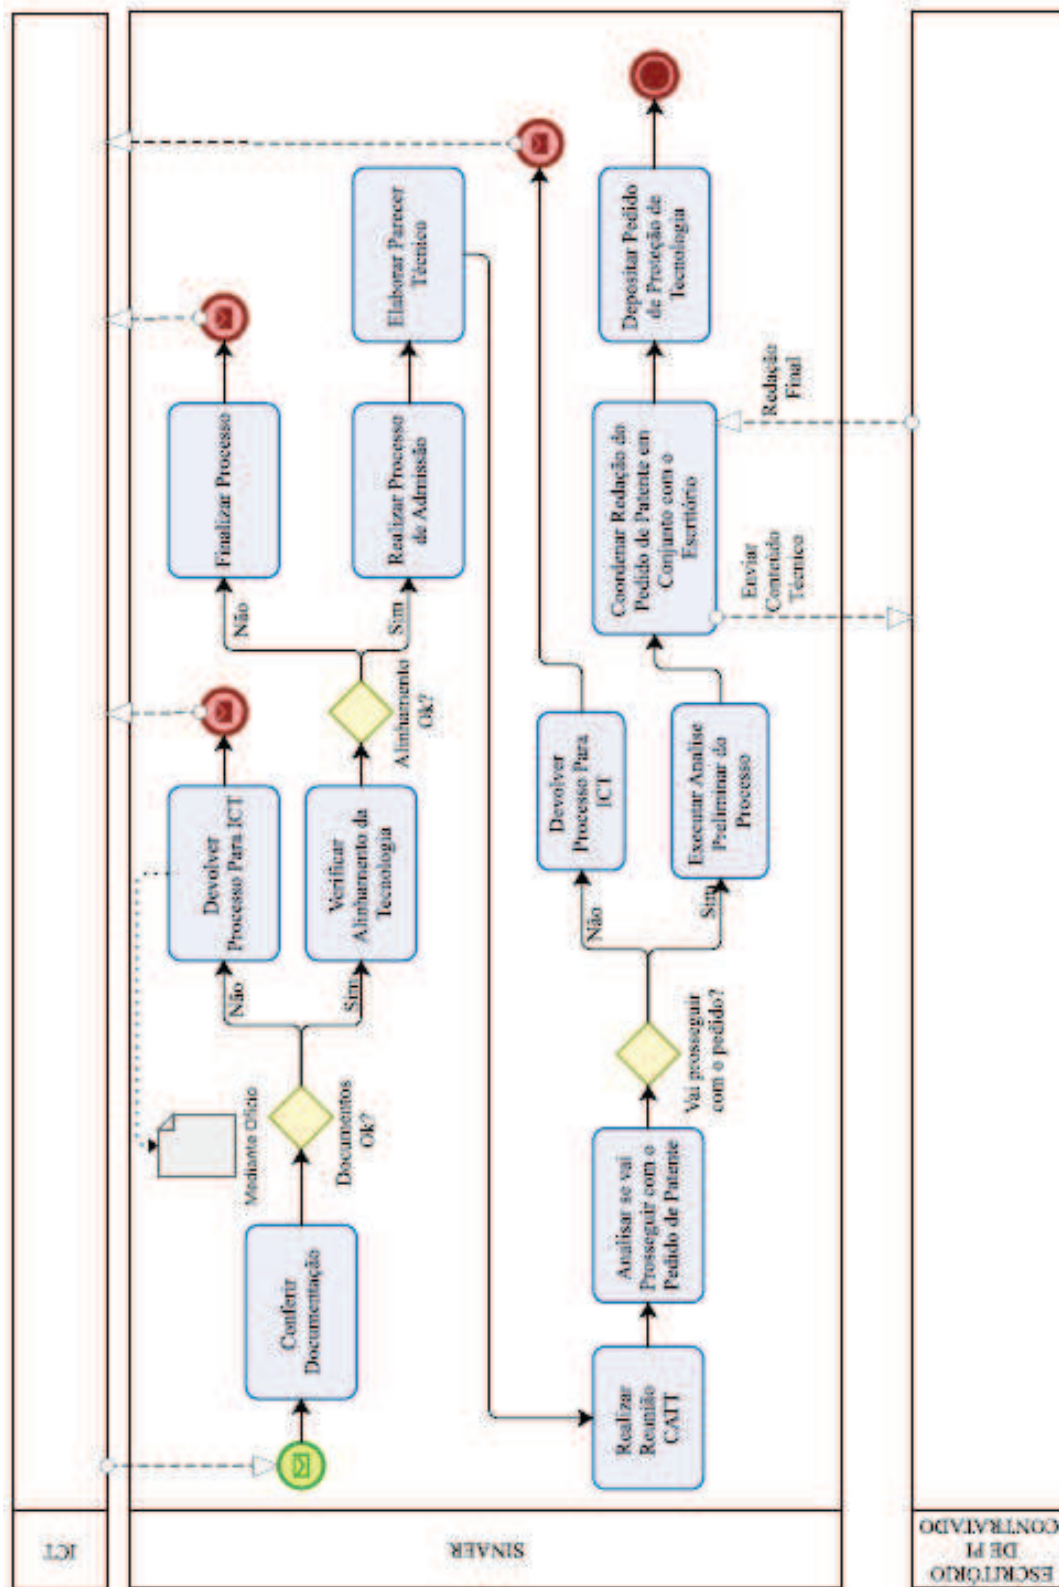 ICT
SINAER
ESCRITÓRIO
DE PI
CONTRATADO
Conferir
Documentação
Documentos
Ok?
Mediante Ofício
Não
Sim
Devolver
Processo Para ICT
Verificar
Alinhamento da
Tecnologia
Alinhamento
Ok?
Não
Sim
Finalizar Processo
Realizar Processo
de Admissão
Elaborar Parecer
Técnico
Realizar
Reunião
CAIT
Analisar se vai
Prosseguir com o
Pedido de Patente
Vai prosseguir
com o pedido?
Não
Sim
Devolver
Processo Para
ICT
Executar Análise
Preliminar do
Processo
Coordenar Redação do
Pedido de Patente em
Conjunto com o
Escritório
Enviar
Conteúdo
Técnico
Redação
Final
Depositar Pedido
de Proteção de
Tecnologia